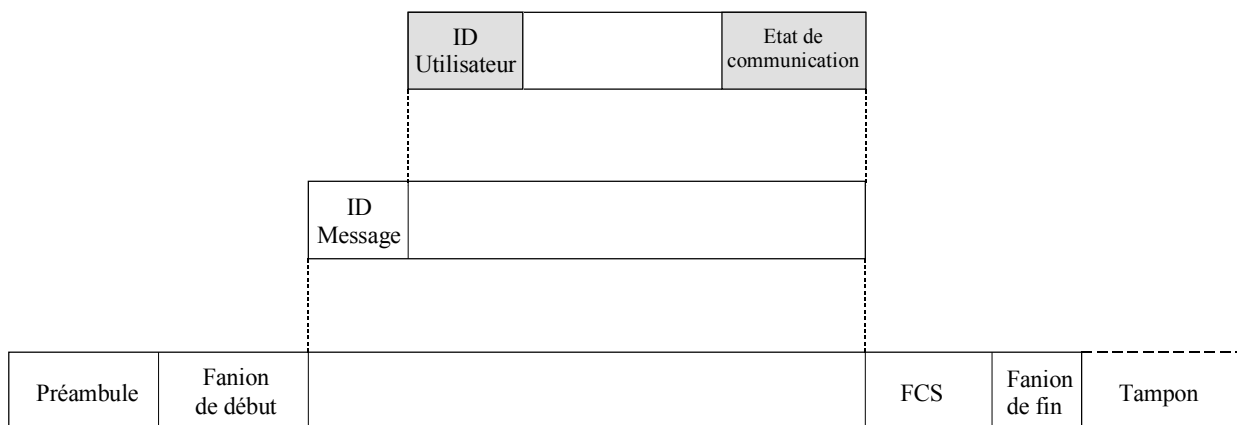 ID
Utilisateur
Etat de
communication
ID
Message
Préambule
Fanion
de début
FCS
Fanion
de fin
Tampon